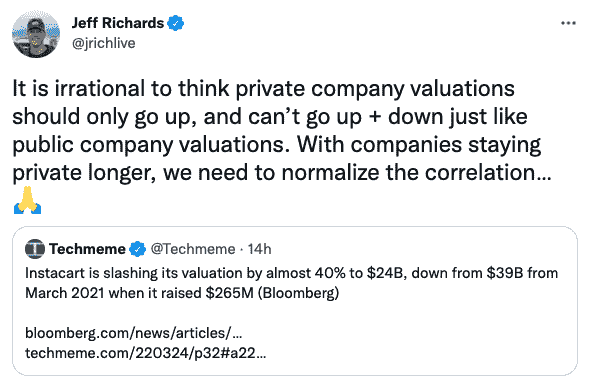 Jeff Richards
@jrichlive
It is irrational to think private company valuations
should only go up, and can’t go up + down just like
public company valuations. With companies staying
private longer, we need to normalize the correlation...
🙏
Techmeme @Techmeme · 14h
Instacart is slashing its valuation by almost 40% to $24B, down from $39B from
March 2021 when it raised $265M (Bloomberg)
bloomberg.com/news/articles/...
techmeme.com/220324/p32#a22...